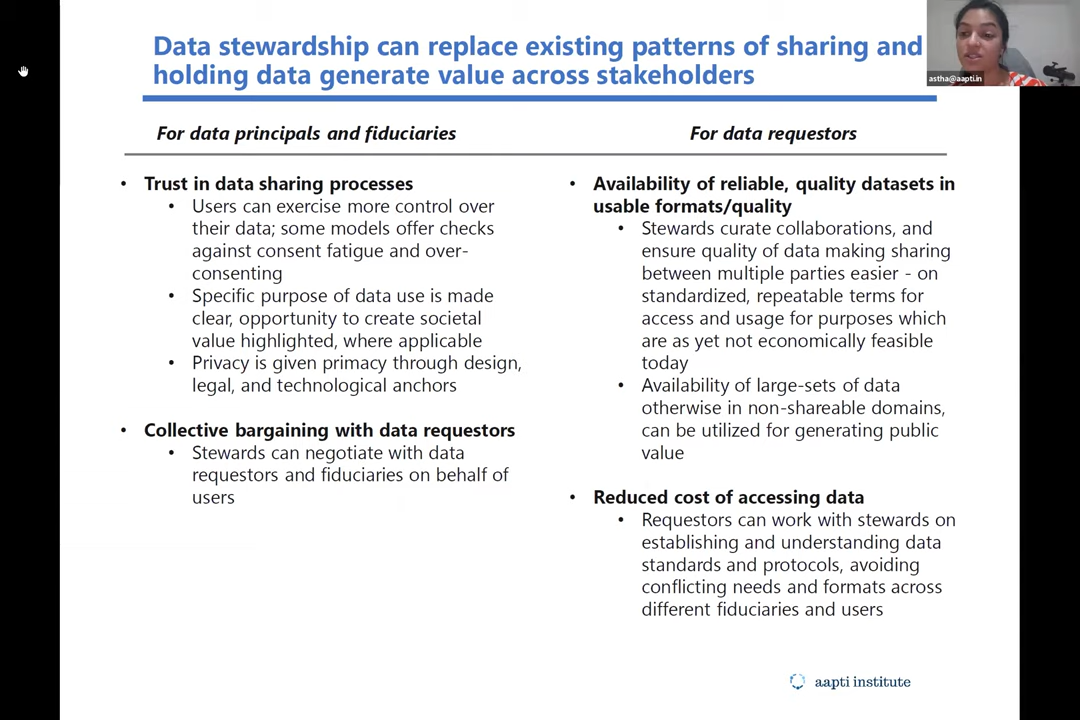 Data stewardship can replace existing patterns of sharing and
holding data generate value across stakeholders
astha@aapti.in
For data principals and fiduciaries
• Trust in data sharing processes
• Users can exercise more control over
their data; some models offer checks
against consent fatigue and over-
consenting
• Specific purpose of data use is made
clear, opportunity to create societal
value highlighted, where applicable
• Privacy is given primacy through design,
legal, and technological anchors
• Collective bargaining with data requestors
• Stewards can negotiate with data
requestors and fiduciaries on behalf of
users
For data requestors
• Availability of reliable, quality datasets in
usable formats/quality
• Stewards curate collaborations, and
ensure quality of data making sharing
between multiple parties easier - on
standardized, repeatable terms for
access and usage for purposes which
are as yet not economically feasible
today
• Availability of large-sets of data
otherwise in non-shareable domains,
can be utilized for generating public
value
• Reduced cost of accessing data
• Requestors can work with stewards on
establishing and understanding data
standards and protocols, avoiding
conflicting needs and formats across
different fiduciaries and users
aapti institute